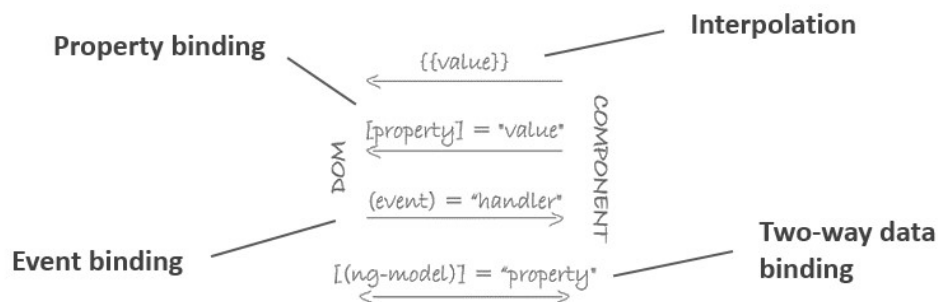 Interpolation
Property binding
{{value}}
[property] = "value"
DOM
COMPONENT
(event) = "handler"
Event binding
Two-way data
binding
[(ng-model)] = "property"